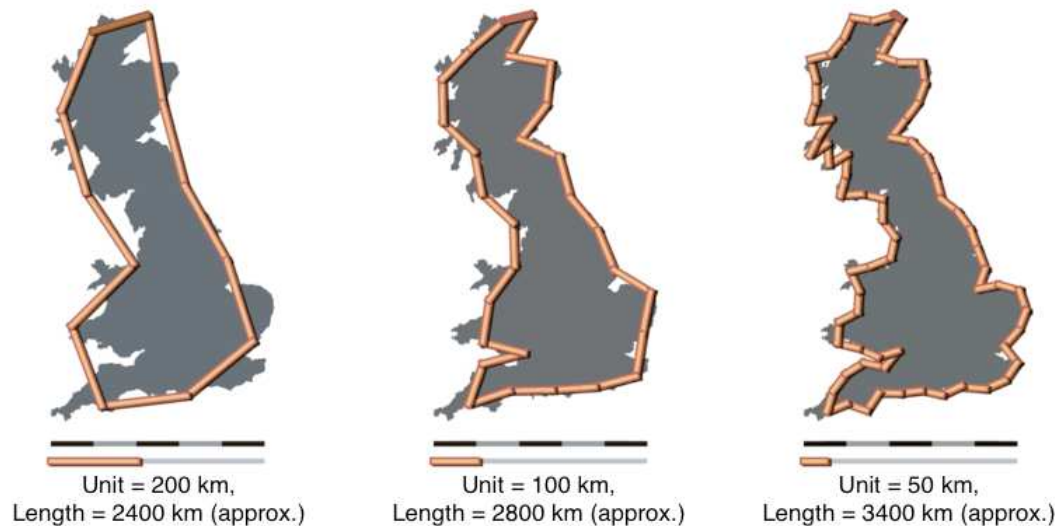 Unit = 200 km,
Length = 2400 km (approx.)
Unit = 100 km,
Length = 2800 km (approx.)
Unit = 50 km,
Length = 3400 km (approx.)